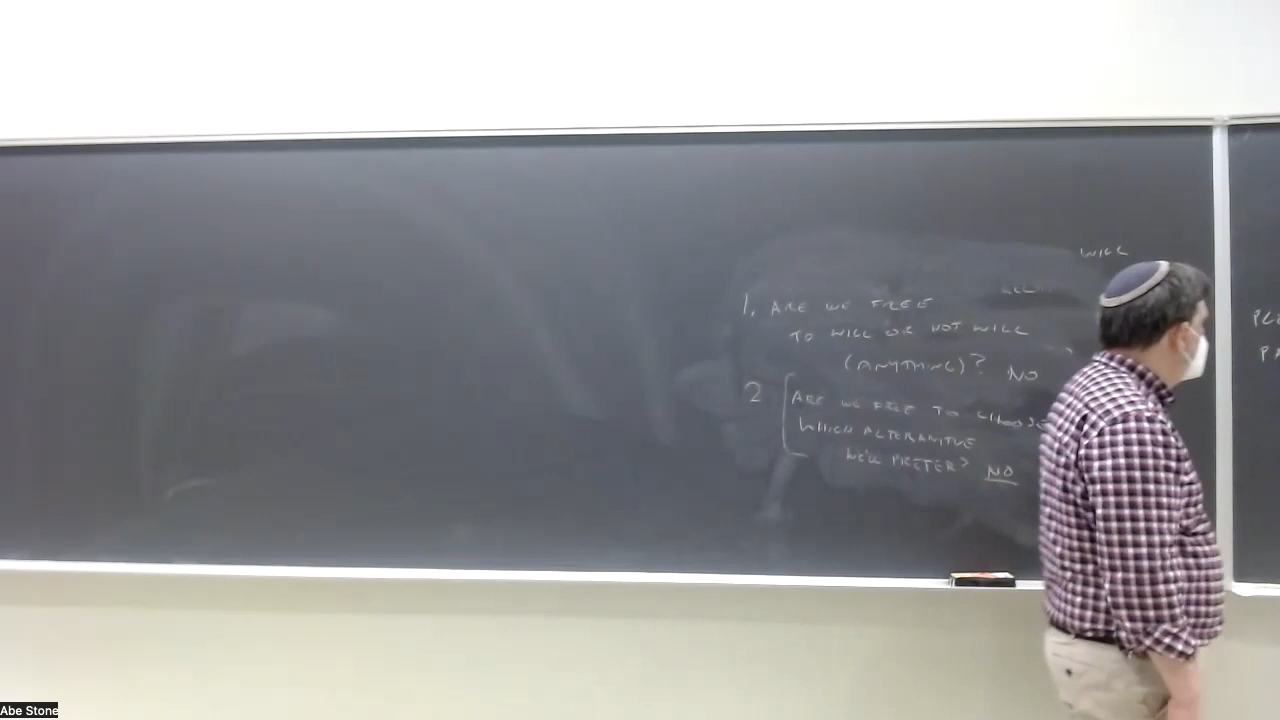 WILL
1. ARE WE FREE
TO WILL OR NOT WILL
(ANYTHING)? NO
2 ARE WE FREE TO CHOOSE
WHICH ALTERANTIVE
WE'LL PREFER? NO
Abe Stone